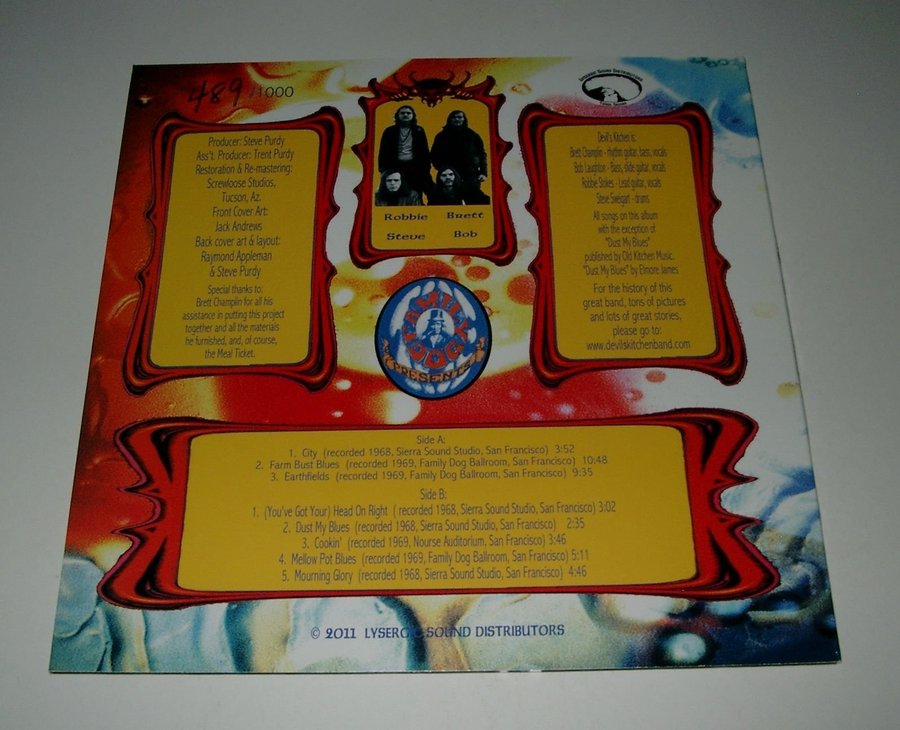 489/1000
Producer: Steve Purdy
Ass't. Producer: Trent Purdy
Restoration & Re-mastering:
Screwloose Studios,
Tucson, Az.
Front Cover Art:
Jack Andrews
Back cover art & layout:
Raymond Appleman
& Steve Purdy
Special thanks to:
Brett Champlin for all his
assistance in putting this project
together and all the materials
he furnished, and, of course,
the Meal Ticket.
Robbie Brett
Steve Bob
FAMILY
DOG
PRESENTS
LYSERGIC SOUND DISTRIBUTORS
Devil's Kitchen is:
Brett Champlin - rhythm guitar, bass, vocals
Bob Laughton - Bass, slide guitar, vocals
Robbie Stokes - Lead guitar, vocals
Steve Sweigart - drums
All songs on this album
with the exception of
"Dust My Blues"
published by Old Kitchen Music.
"Dust My Blues" by Elmore James
For the history of this
great band, tons of pictures
and lots of great stories,
please go to:
www.devilskitchenband.com
Side A:
1. City (recorded 1968, Sierra Sound Studio, San Francisco) 3:52
2. Farm Bust Blues (recorded 1969, Family Dog Ballroom, San Francisco) 10:48
3. Earthfields (recorded 1969, Family Dog Ballroom, San Francisco) 9:35
Side B:
1. (You've Got Your) Head On Right ( recorded 1968, Sierra Sound Studio, San Francisco) 3:02
2. Dust My Blues (recorded 1968, Sierra Sound Studio, San Francisco) 2:35
3. Cookin' (recorded 1969, Nourse Auditorium, San Francisco) 3:46
4. Mellow Pot Blues (recorded 1969, Family Dog Ballroom, San Francisco) 5:11
5. Mourning Glory (recorded 1968, Sierra Sound Studio, San Francisco) 4:46
© 2011 LYSERGIC SOUND DISTRIBUTORS